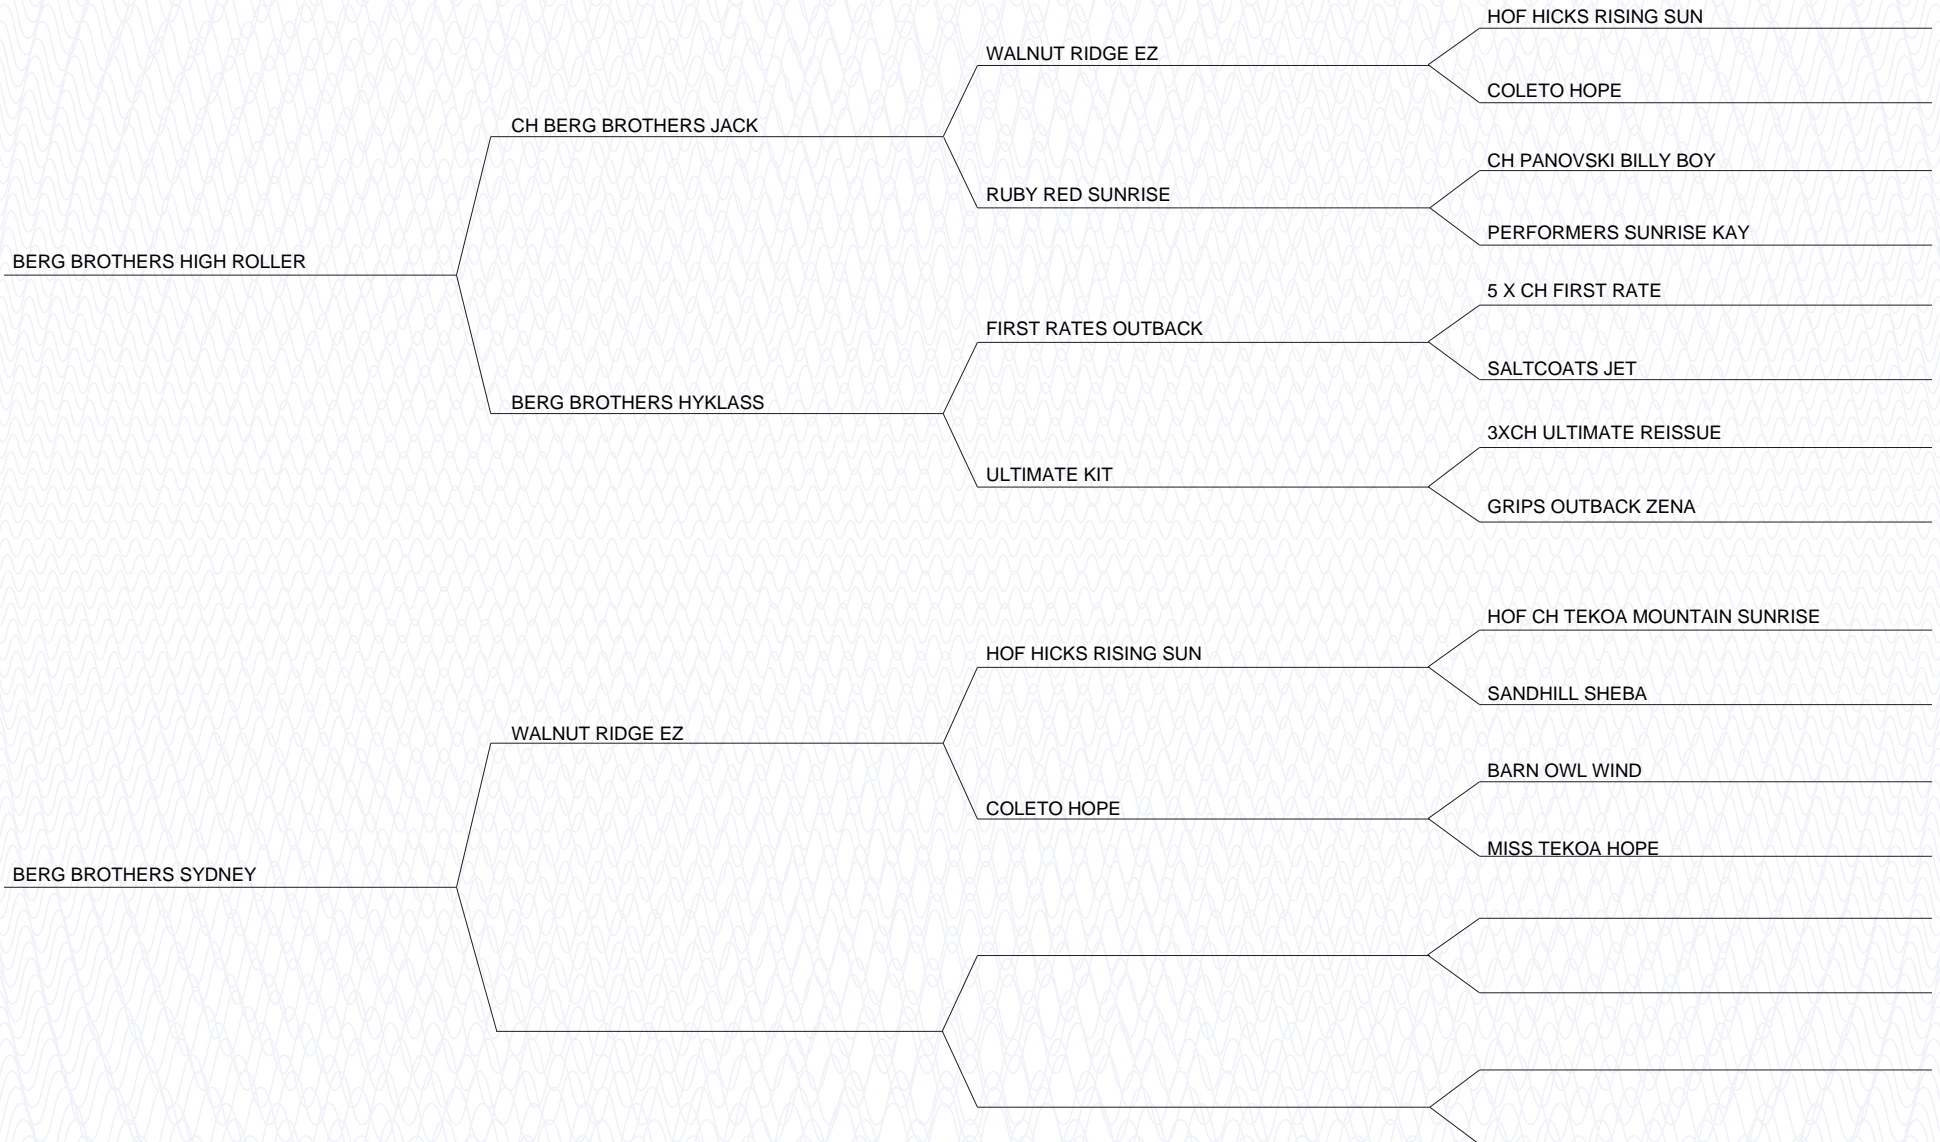 HOF HICKS RISING SUN
WALNUT RIDGE EZ
COLETO HOPE
CH BERG BROTHERS JACK
CH PANOVSKI BILLY BOY
RUBY RED SUNRISE
PERFORMERS SUNRISE KAY
BERG BROTHERS HIGH ROLLER
5 X CH FIRST RATE
FIRST RATES OUTBACK
SALTCOATS JET
BERG BROTHERS HYKLASS
3XCH ULTIMATE REISSUE
ULTIMATE KIT
GRIPS OUTBACK ZENA
HOF CH TEKOA MOUNTAIN SUNRISE
HOF HICKS RISING SUN
SANDHILL SHEBA
WALNUT RIDGE EZ
BARN OWL WIND
COLETO HOPE
MISS TEKOA HOPE
BERG BROTHERS SYDNEY